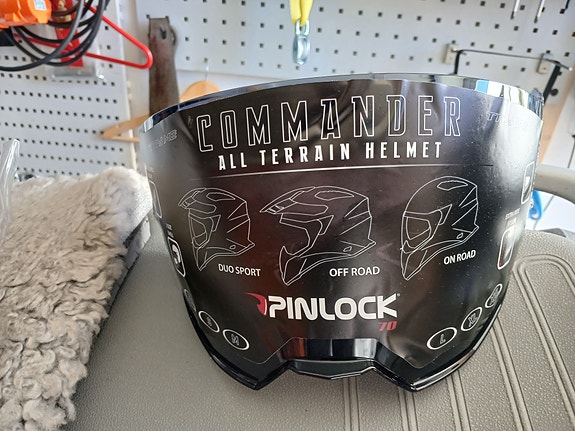 COMMANDER
ALL TERRAIN HELMET
DUO SPORT
OFF ROAD
ON ROAD
PINLOCK®
70
M
L